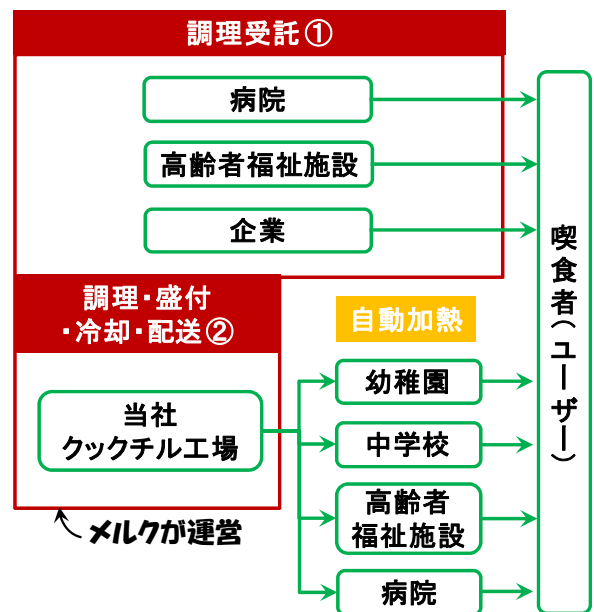 調理受託①
病院
高齢者福祉施設
企業
調理・盛付
・冷却・配送②
自動加熱
当社
クックチル工場
幼稚園
中学校
高齢者
福祉施設
病院
喫食者(ユーザー)
メルクが運営